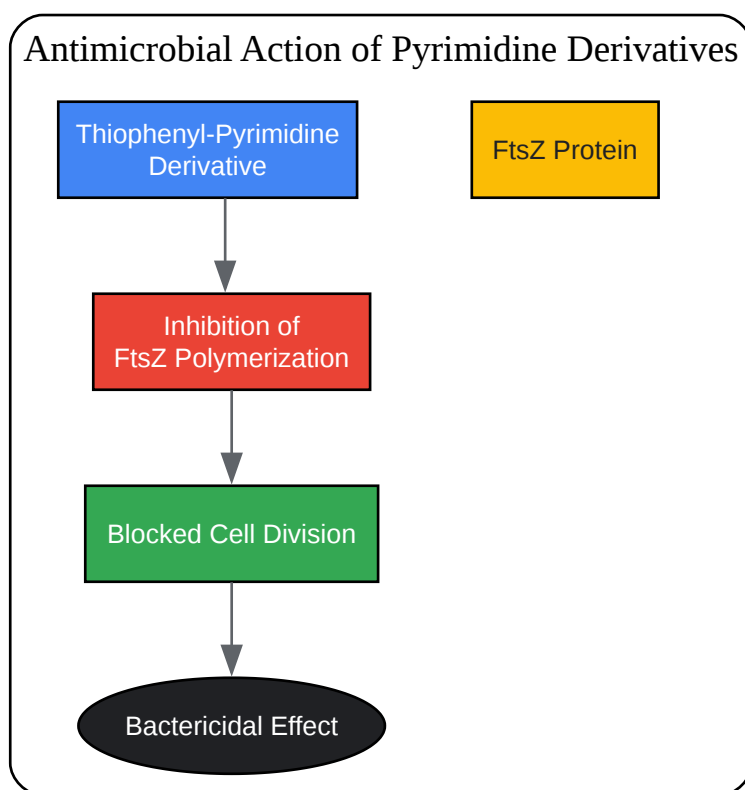 Antimicrobial Action of Pyrimidine Derivatives
Thiophenyl-Pyrimidine
Derivative
FtsZ Protein
Inhibition of
FtsZ Polymerization
Blocked Cell Division
Bactericidal Effect